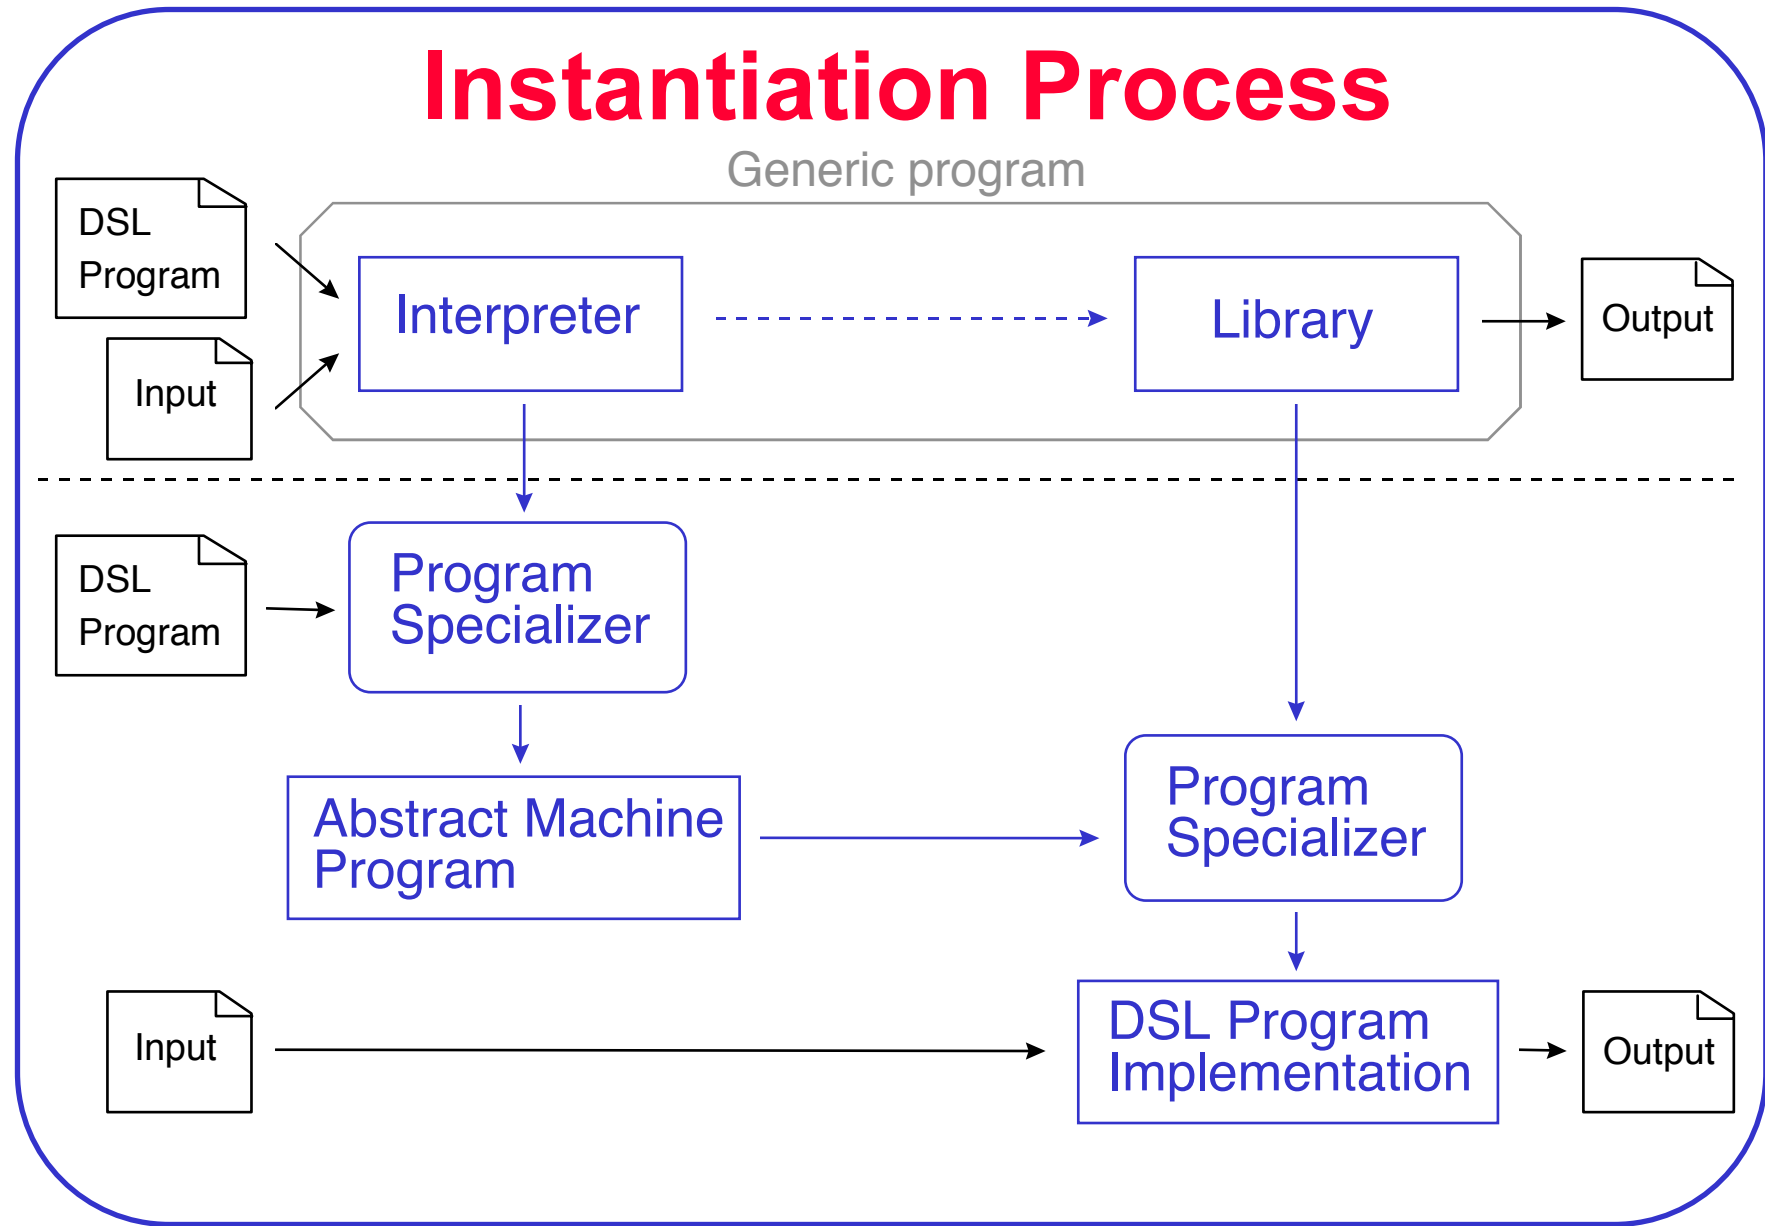 Instantiation Process
Generic program
DSL
Program
Input
Interpreter
Library
Output
DSL
Program
Program
Specializer
Abstract Machine
Program
Program
Specializer
Input
DSL Program
Implementation
Output